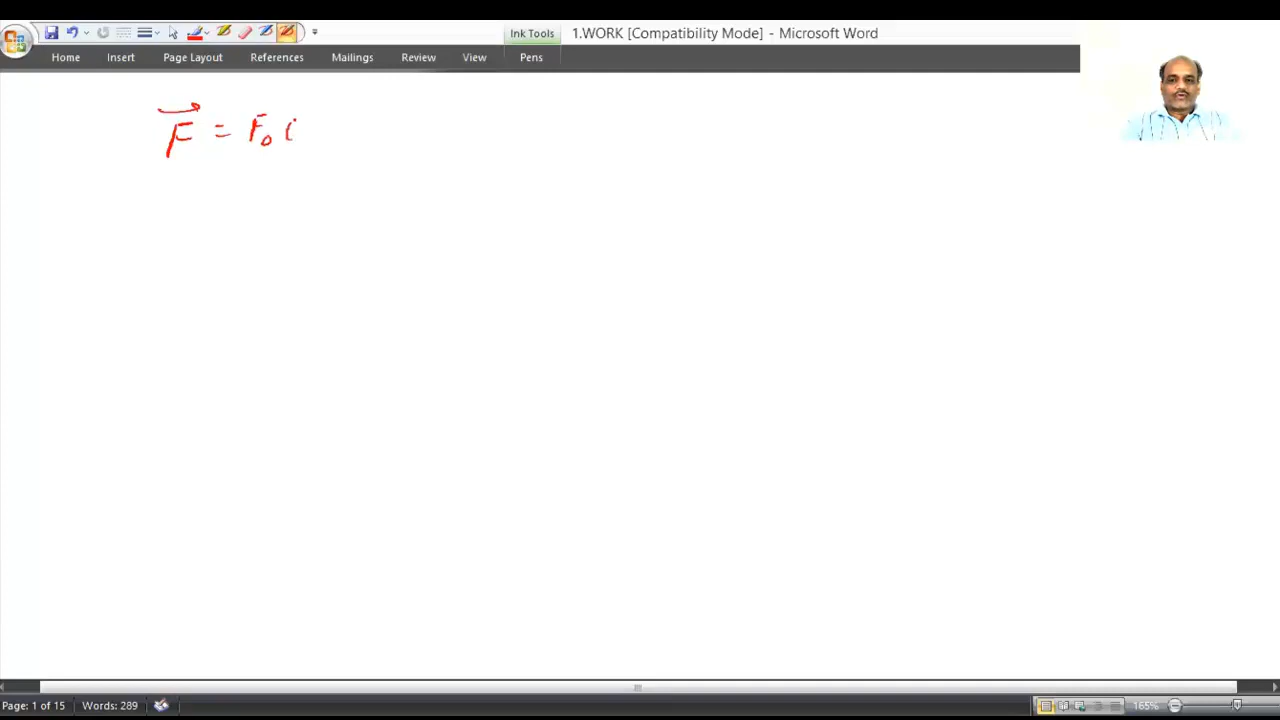 Ink Tools 1.WORK [Compatibility Mode] - Microsoft Word
Home Insert Page Layout References Mailings Review View Pens
F⃗ = F₀ i
Page: 1 of 15 Words: 289 165%